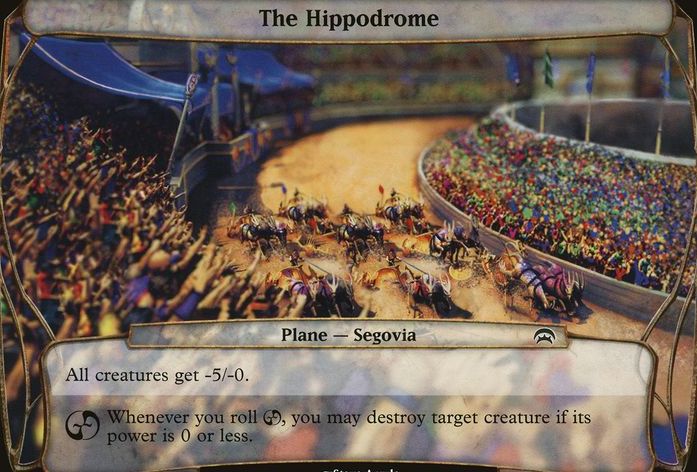 The Hippodrome
Plane — Segovia
All creatures get -5/-0.
Whenever you roll , you may destroy target creature if its
power is 0 or less.